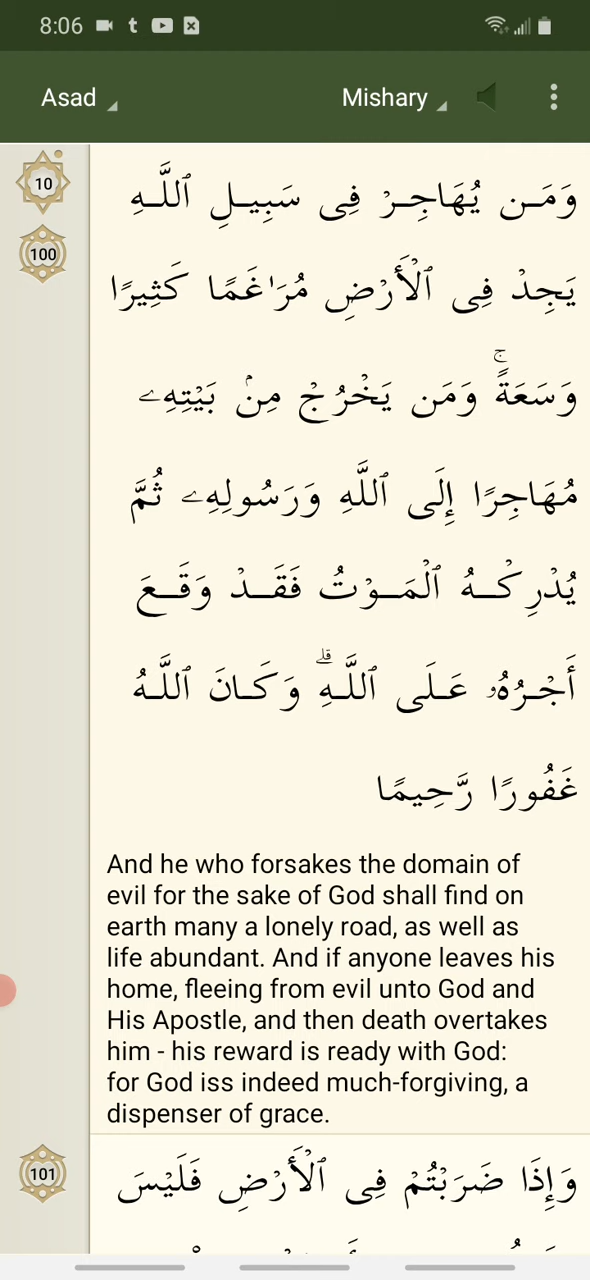 8:06
Asad
Mishary
10
100
وَمَن يُهَاجِرْ فِى سَبِيلِ ٱللَّهِ
يَجِدْ فِى ٱلْأَرْضِ مُرَٰغَمًا كَثِيرًا
وَسَعَةً ۚ وَمَن يَخْرُجْ مِنۢ بَيْتِهِۦ
مُهَاجِرًا إِلَى ٱللَّهِ وَرَسُولِهِۦ ثُمَّ
يُدْرِكْهُ ٱلْمَوْتُ فَقَدْ وَقَعَ
أَجْرُهُۥ عَلَى ٱللَّهِ ۗ وَكَانَ ٱللَّهُ
غَفُورًا رَّحِيمًا
And he who forsakes the domain of
evil for the sake of God shall find on
earth many a lonely road, as well as
life abundant. And if anyone leaves his
home, fleeing from evil unto God and
His Apostle, and then death overtakes
him - his reward is ready with God:
for God iss indeed much-forgiving, a
dispenser of grace.
101
وَإِذَا ضَرَبْتُمْ فِى ٱلْأَرْضِ فَلَيْسَ